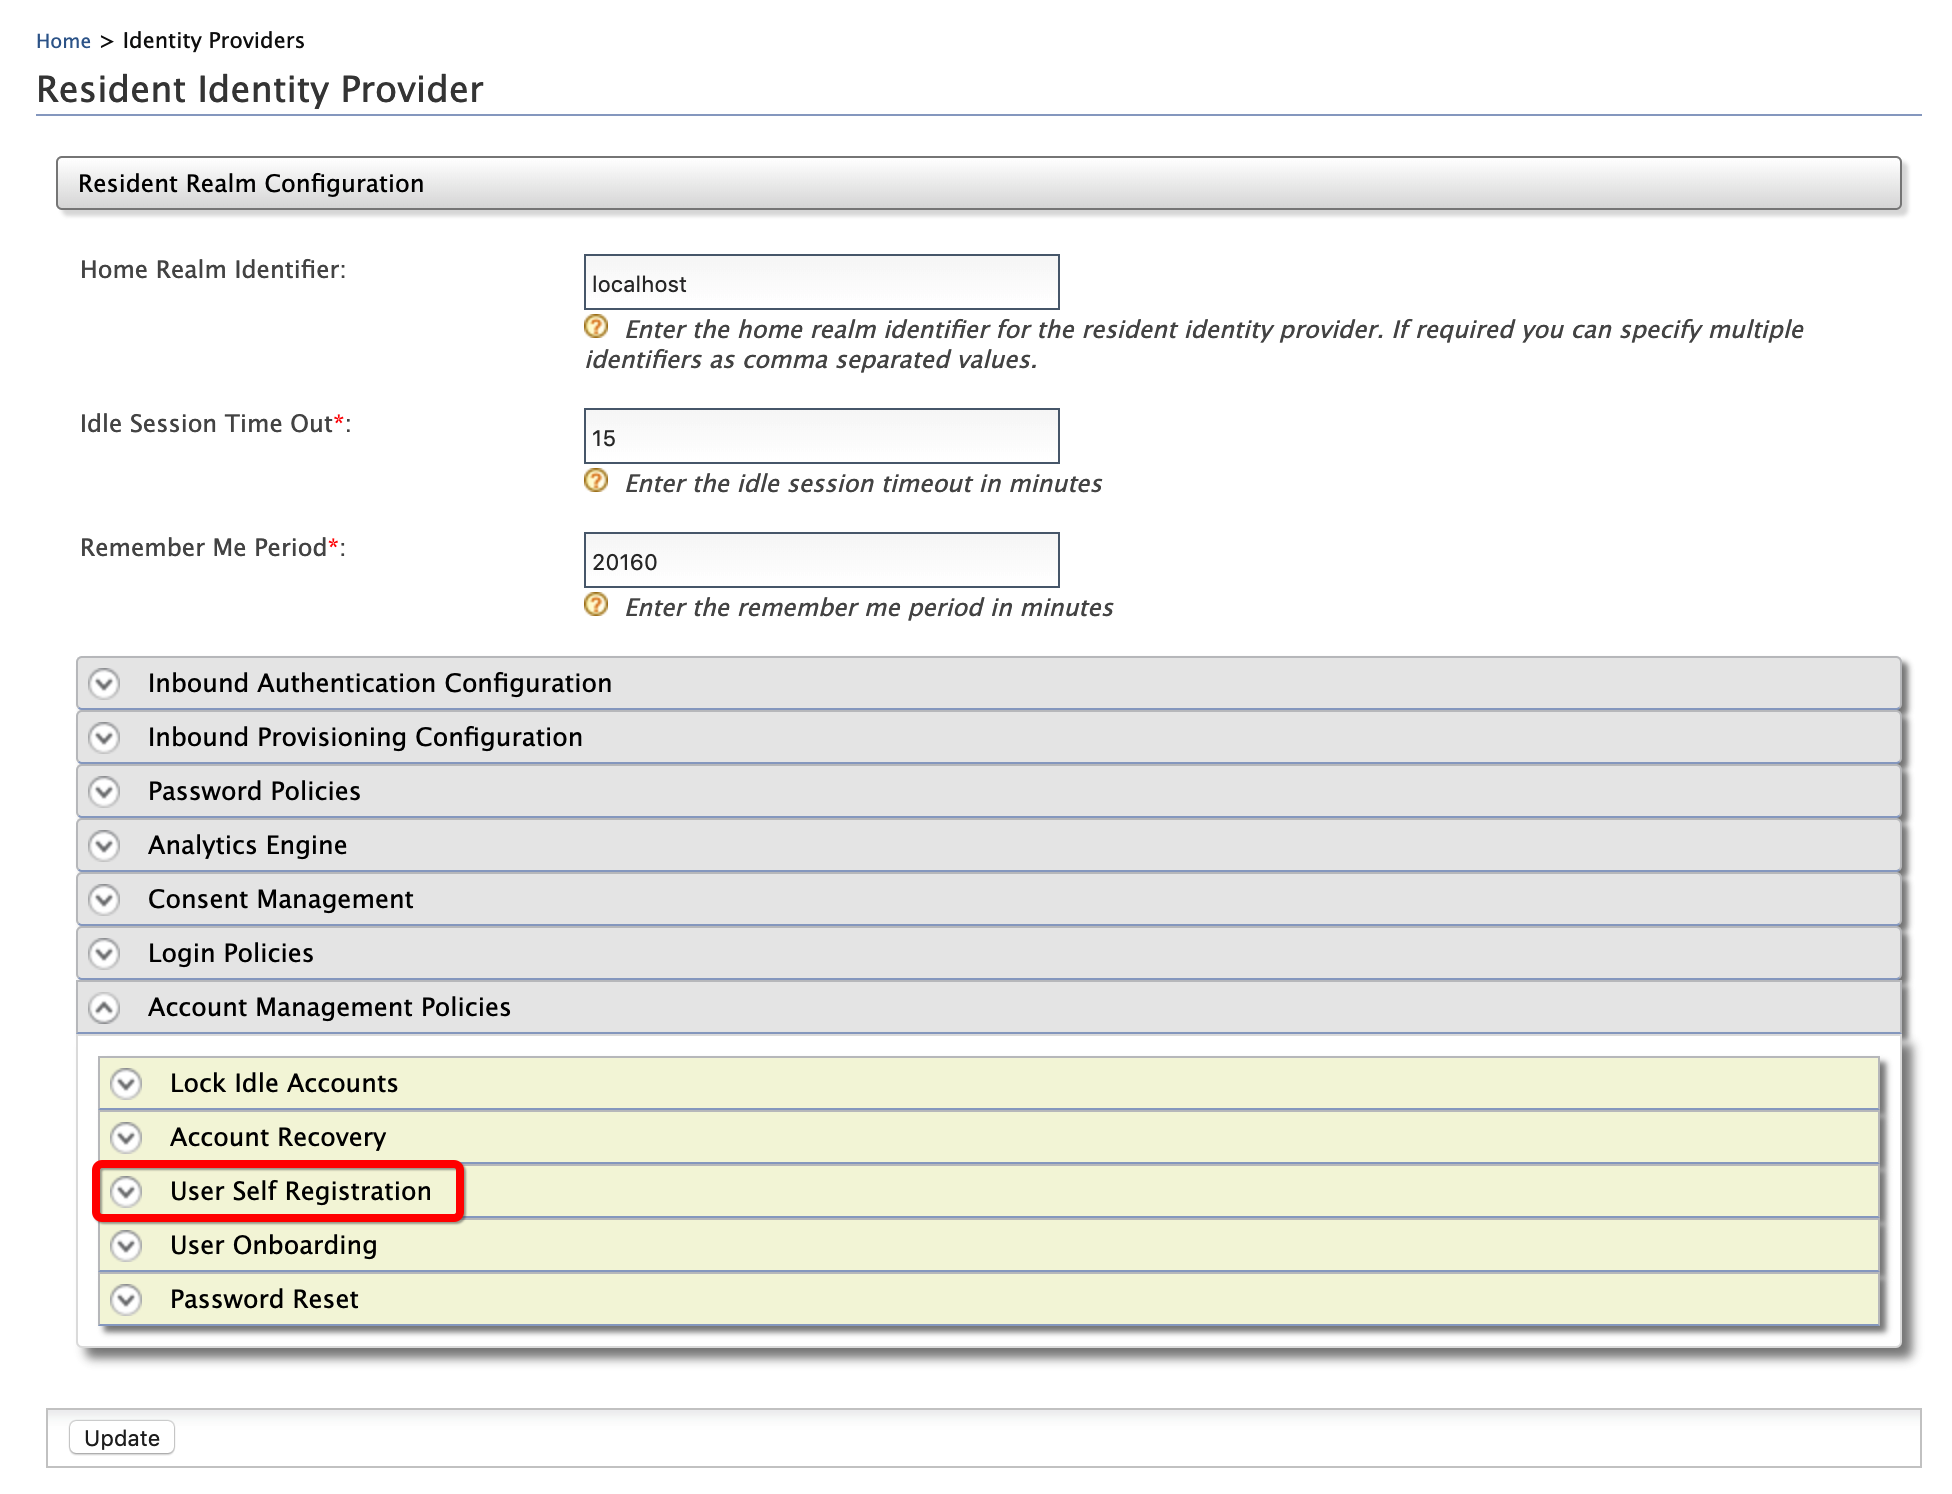 Home > Identity Providers
Resident Identity Provider
Resident Realm Configuration
Home Realm Identifier:
localhost
Enter the home realm identifier for the resident identity provider. If required you can specify multiple
identifiers as comma separated values.
Idle Session Time Out*:
15
Enter the idle session timeout in minutes
Remember Me Period*:
20160
Enter the remember me period in minutes
Inbound Authentication Configuration
Inbound Provisioning Configuration
Password Policies
Analytics Engine
Consent Management
Login Policies
Account Management Policies
Lock Idle Accounts
Account Recovery
User Self Registration
User Onboarding
Password Reset
Update